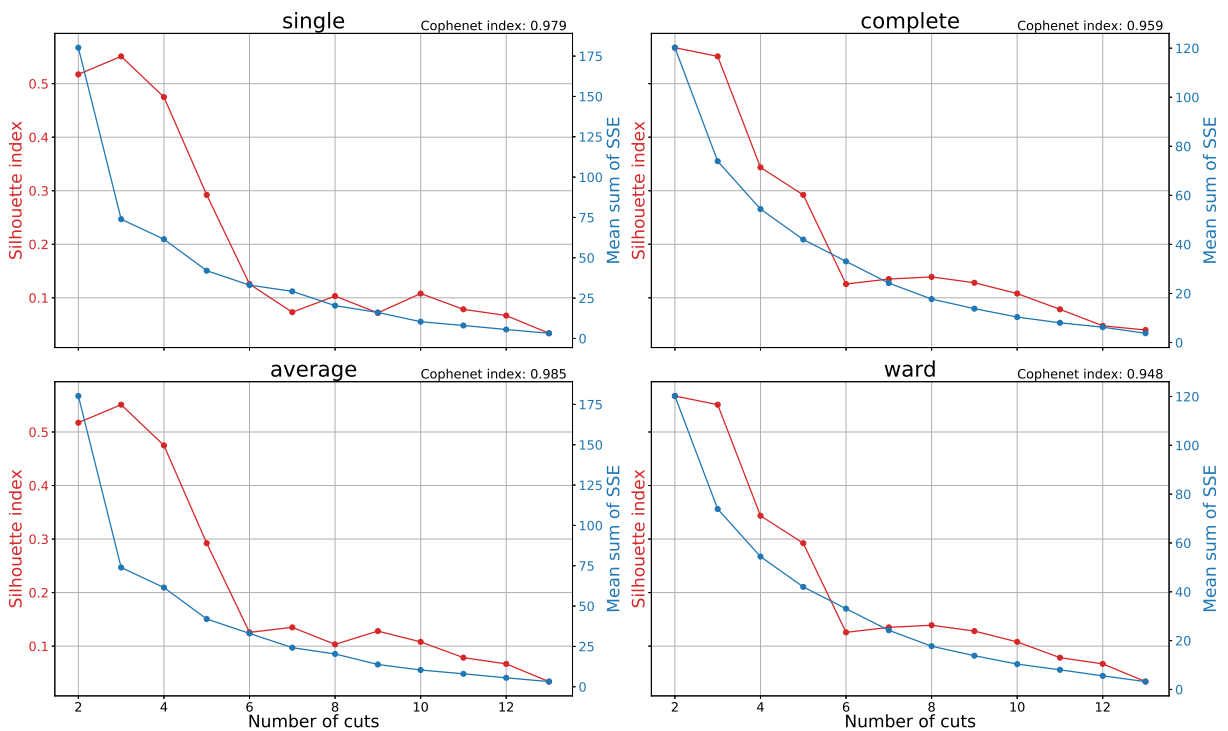 single
Cophenet index: 0.979
complete
Cophenet index: 0.959
0.5
0.4
0.3
0.2
0.1
Silhouette index
175
150
125
100
75
50
25
0
Mean sum of SSE
Silhouette index
120
100
80
60
40
20
0
Mean sum of SSE
average
Cophenet index: 0.985
ward
Cophenet index: 0.948
0.5
0.4
0.3
0.2
0.1
Silhouette index
175
150
125
100
75
50
25
0
Mean sum of SSE
2 4 6 8 10 12
Number of cuts
Silhouette index
120
100
80
60
40
20
0
Mean sum of SSE
2 4 6 8 10 12
Number of cuts